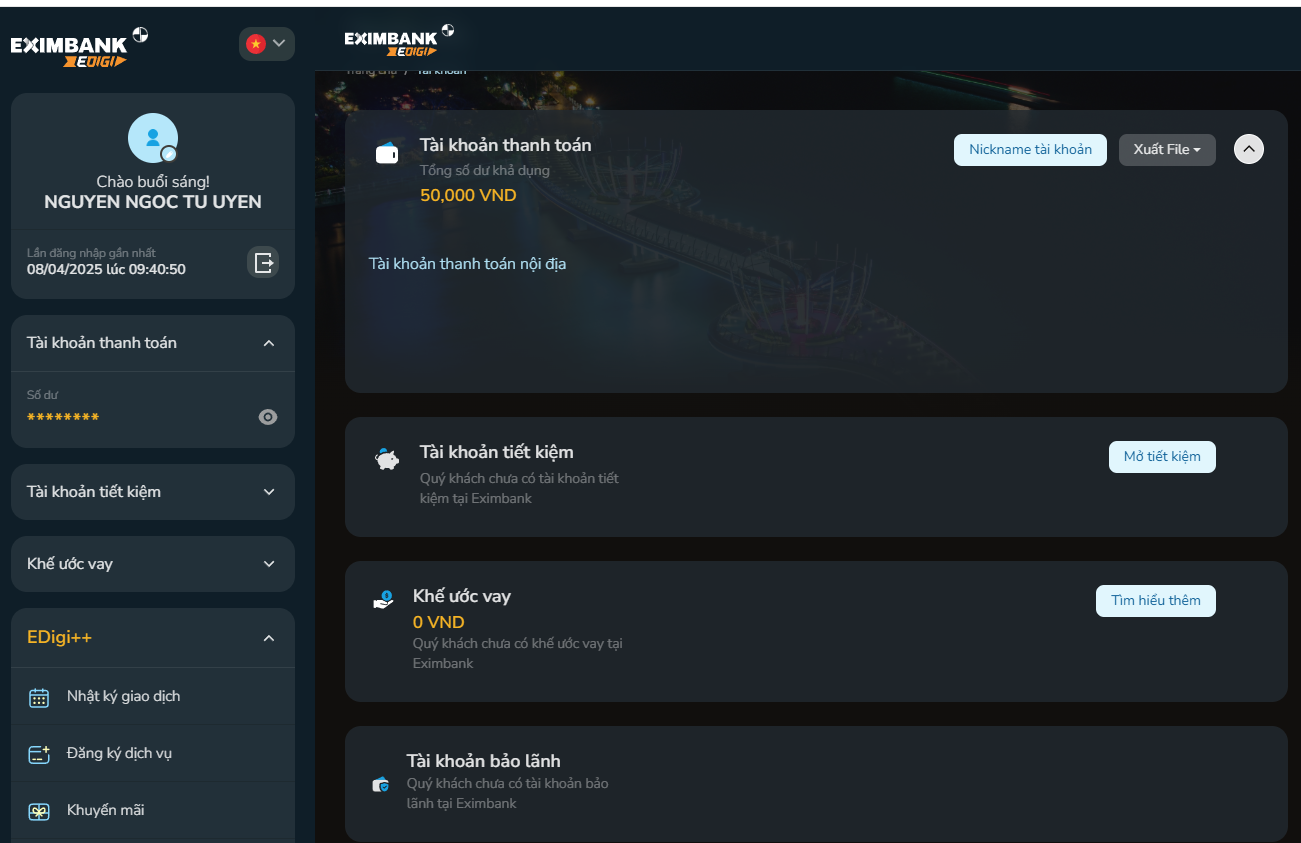 EXIMBANK
EDIGI
Chào buổi sáng!
NGUYEN NGOC TU UYEN
Lần đăng nhập gần nhất
08/04/2025 lúc 09:40:50
Tài khoản thanh toán
Số dư
********
Tài khoản tiết kiệm
Khế ước vay
EDigi++
Nhật ký giao dịch
Đăng ký dịch vụ
Khuyến mãi
EXIMBANK
EDIGI
Trang chủ / Tài khoản
Tài khoản thanh toán
Tổng số dư khả dụng
50,000 VND
Nickname tài khoản
Xuất File
Tài khoản thanh toán nội địa
Tài khoản tiết kiệm
Quý khách chưa có tài khoản tiết
kiệm tại Eximbank
Mở tiết kiệm
Khế ước vay
0 VND
Quý khách chưa có khế ước vay tại
Eximbank
Tìm hiểu thêm
Tài khoản bảo lãnh
Quý khách chưa có tài khoản bảo
lãnh tại Eximbank